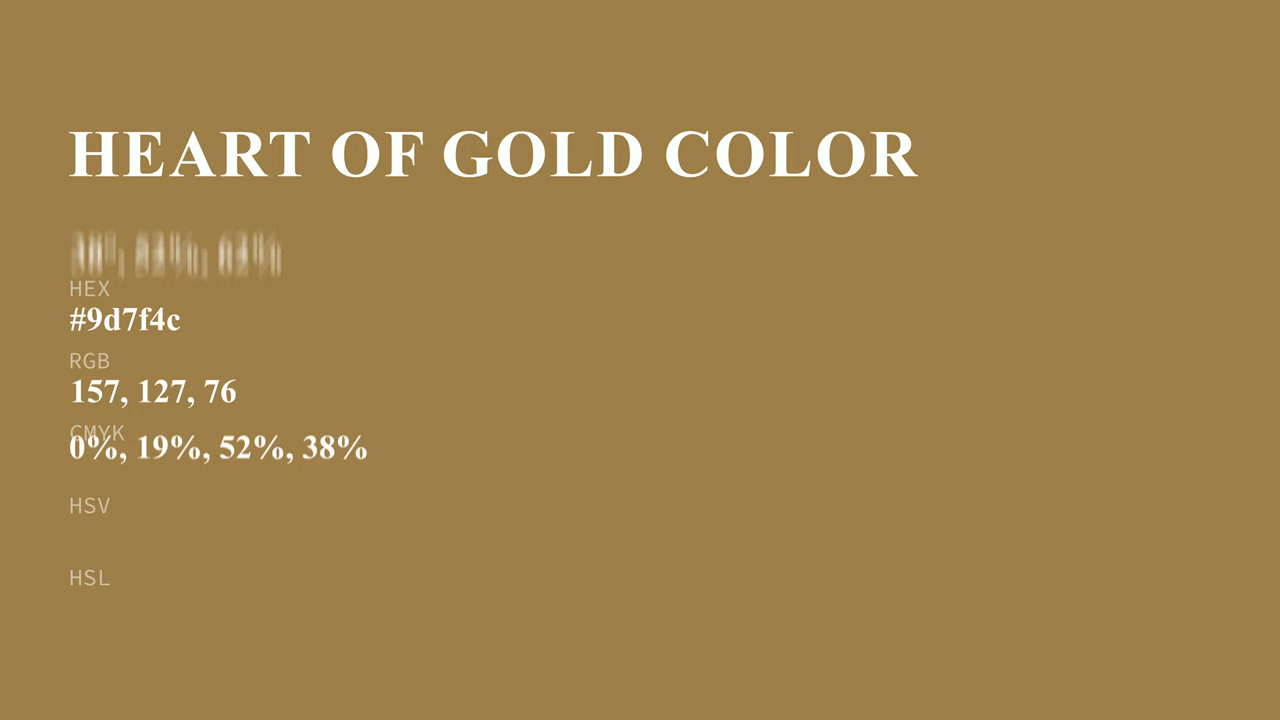 HEART OF GOLD COLOR
HEX
#9d7f4c
RGB
157, 127, 76
CMYK
0%, 19%, 52%, 38%
HSV
HSL